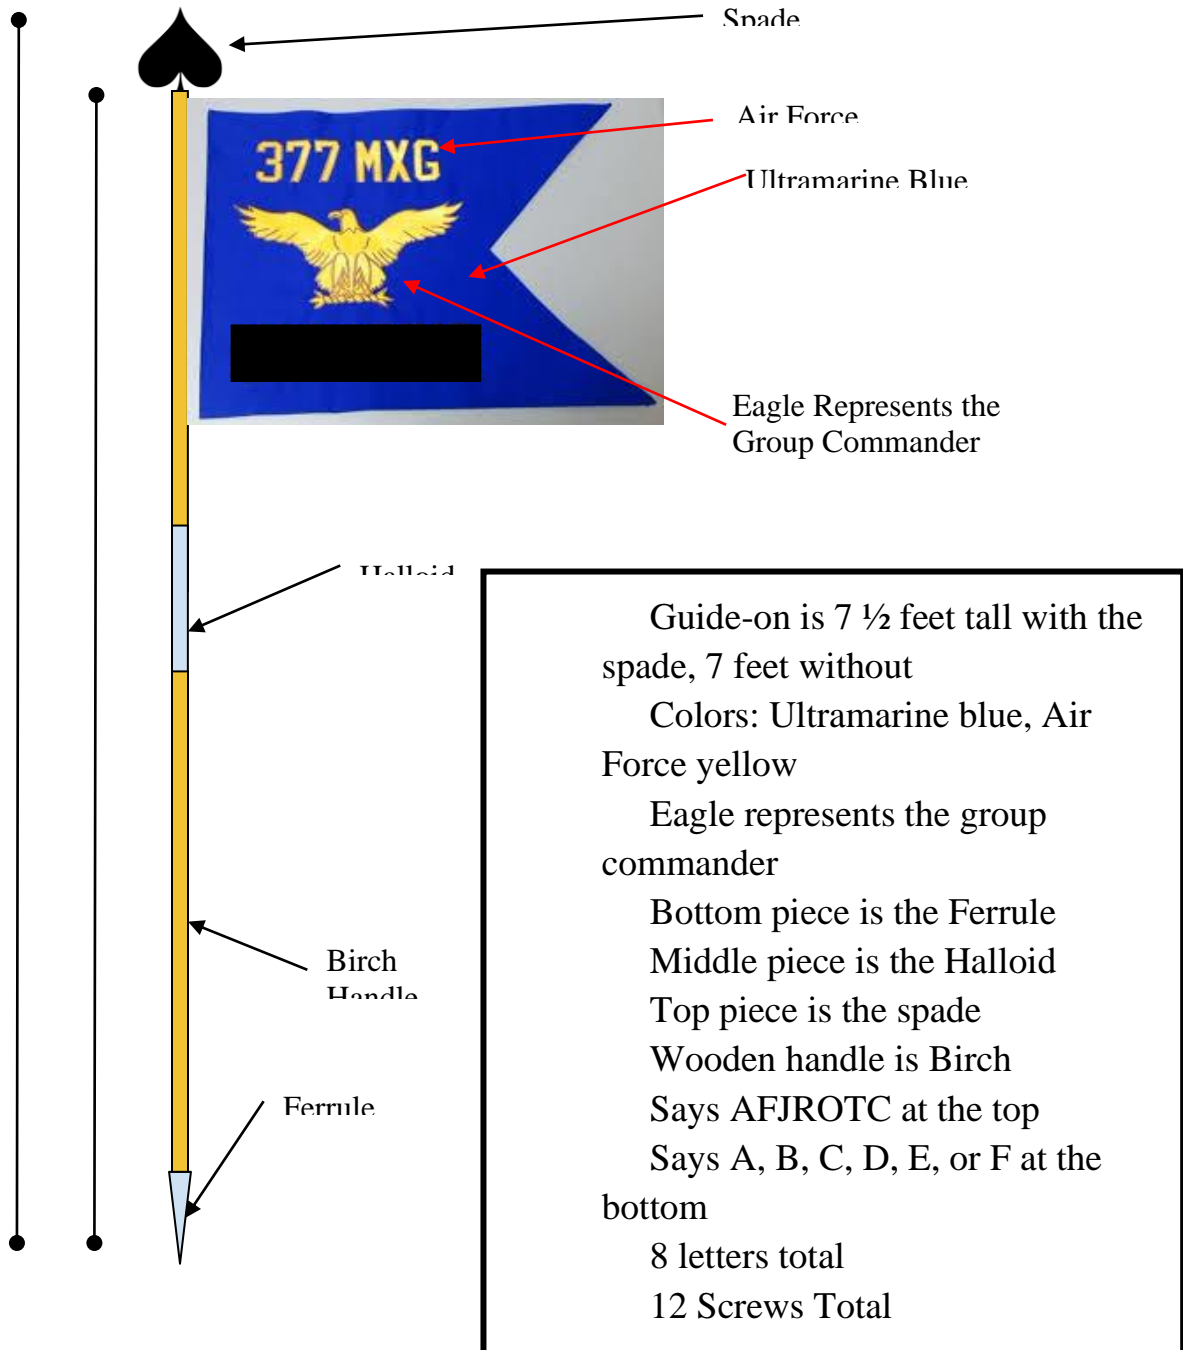 Spade
Air Force
377 MXG
Ultramarine Blue
Eagle Represents the
Group Commander
Halloid
Guide-on is 7 ½ feet tall with the
spade, 7 feet without
Colors: Ultramarine blue, Air
Force yellow
Eagle represents the group
commander
Bottom piece is the Ferrule
Middle piece is the Halloid
Top piece is the spade
Wooden handle is Birch
Says AFJROTC at the top
Says A, B, C, D, E, or F at the
bottom
8 letters total
12 Screws Total
Birch
Handle
Ferrule